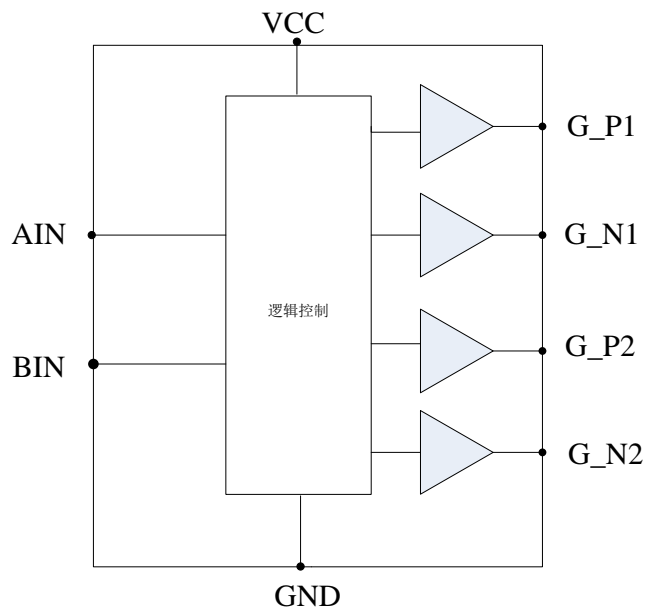 VCC
G_P1
AIN
G_N1
逻辑控制
G_P2
BIN
G_N2
GND